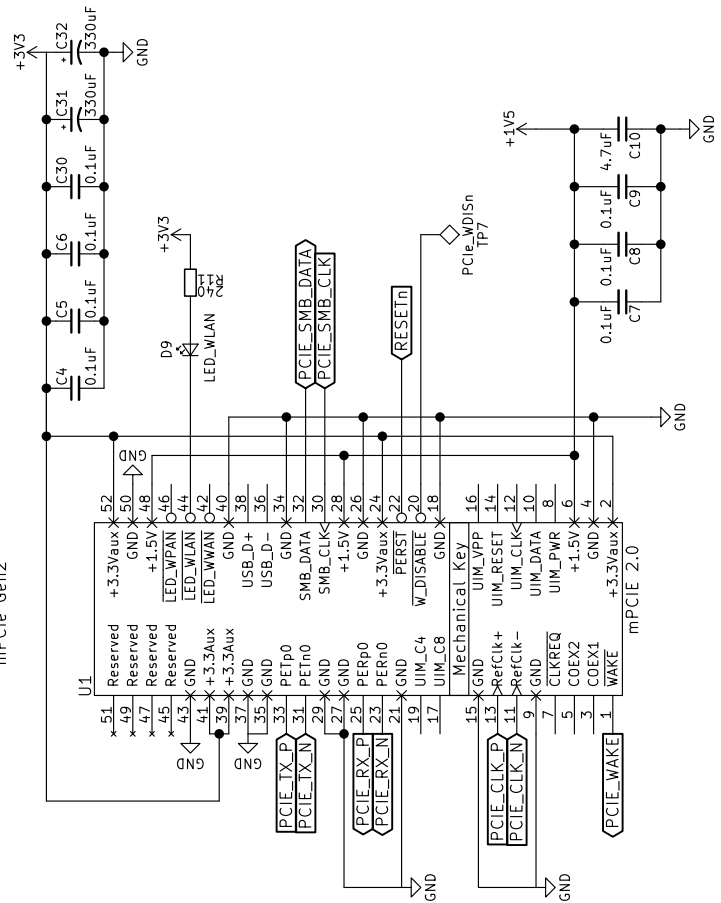 mPCIe Gen2
+3V3
C32
330uF
C31
330uF
C30
0.1uF
C6
0.1uF
C5
0.1uF
C4
0.1uF
GND
+3V3
R11
240
D9
LED_WLAN
PCIE_SMB_DATA
PCIE_SMB_CLK
RESETn
PCIe_WDISn
TP7
+1V5
4.7uF
C10
0.1uF
C9
0.1uF
C8
0.1uF
C7
GND
GND
GND
U1
52 +3.3Vaux
50 GND
48 +1.5V
46 LED_WPAN
44 LED_WLAN
42 LED_WWAN
40 GND
38 USB_D+
36 USB_D-
34 GND
32 SMB_DATA
30 SMB_CLK
28 +1.5V
26 GND
24 +3.3Vaux
22 PERST
20 W_DISABLE
18 GND
Mechanical Key
16 UIM_VPP
14 UIM_RESET
12 UIM_CLK
10 UIM_DATA
8 UIM_PWR
6 +1.5V
4 GND
2 +3.3Vaux
mPCIE 2.0
51 Reserved
49 Reserved
47 Reserved
45 Reserved
43 GND
41 +3.3Aux
39 +3.3Aux
37 GND
35 GND
33 PETp0
31 PETn0
29 GND
27 GND
25 PERp0
23 PERn0
21 GND
19 UIM_C4
17 UIM_C8
15 GND
13 RefClk+
11 RefClk-
9 GND
7 CLKREQ
5 COEX2
3 COEX1
1 WAKE
GND
GND
PCIE_TX_P
PCIE_TX_N
PCIE_RX_P
PCIE_RX_N
GND
PCIE_CLK_P
PCIE_CLK_N
GND
PCIE_WAKE